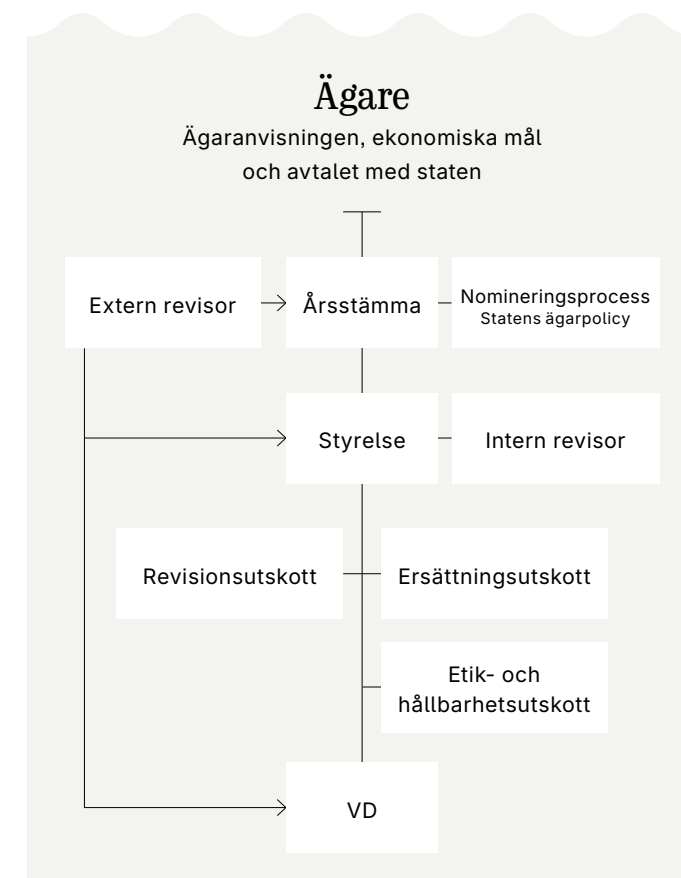 Ägare
Ägaranvisningen, ekonomiska mål
och avtalet med staten
Extern revisor
Årsstämma
Nomineringsprocess
Statens ägarpolicy
Styrelse
Intern revisor
Revisionsutskott
Ersättningsutskott
Etik- och
hållbarhetsutskott
VD